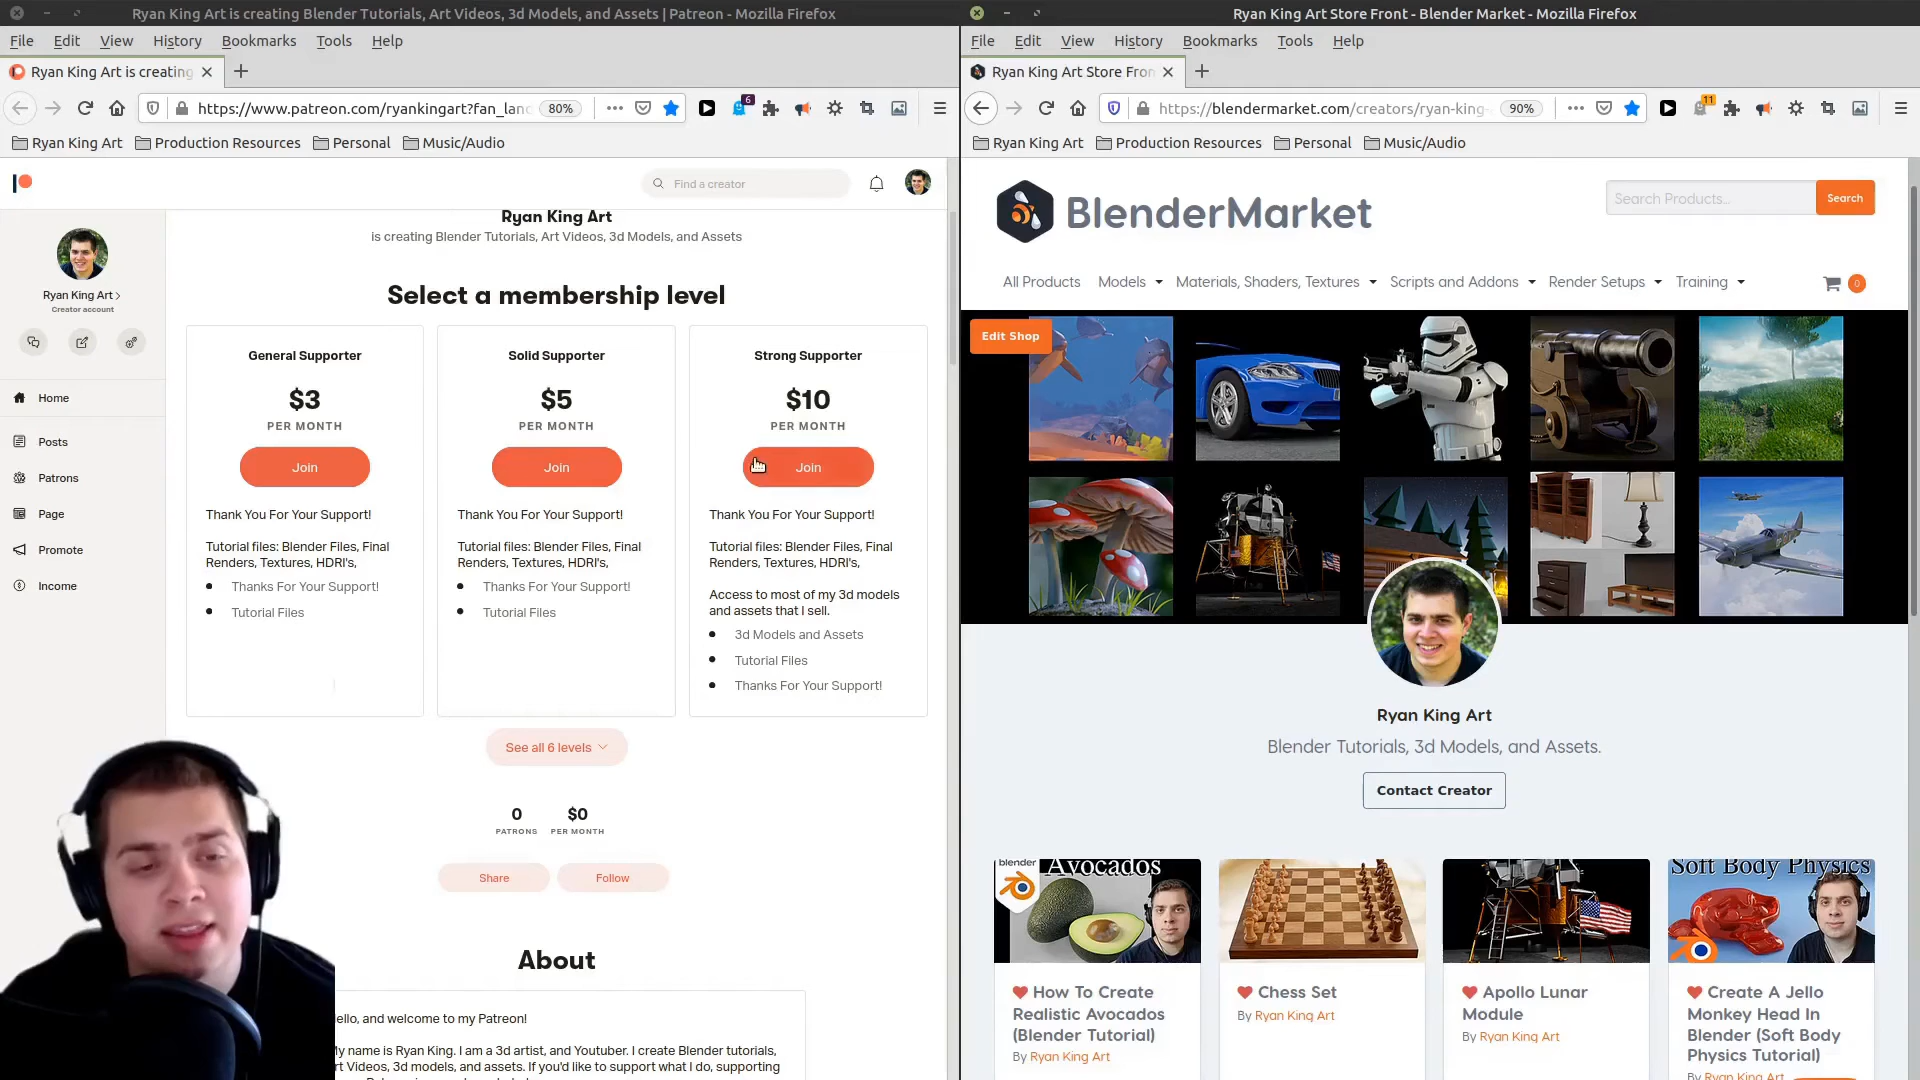 Ryan King Art is creating Blender Tutorials, Art Videos, 3d Models, and Assets | Patreon - Mozilla Firefox
File Edit View History Bookmarks Tools Help
Ryan King Art is creating
https://www.patreon.com/ryankingart?fan_lanc
80%
6
Ryan King Art
Production Resources
Personal
Music/Audio
Find a creator
Ryan King Art
Creator account
Home
Posts
Patrons
Page
Promote
Income
Ryan King Art
is creating Blender Tutorials, Art Videos, 3d Models, and Assets
Select a membership level
General Supporter
$3
PER MONTH
Join
Thank You For Your Support!
Tutorial files: Blender Files, Final
Renders, Textures, HDRI's,
Thanks For Your Support!
Tutorial Files
Solid Supporter
$5
PER MONTH
Join
Thank You For Your Support!
Tutorial files: Blender Files, Final
Renders, Textures, HDRI's,
Thanks For Your Support!
Tutorial Files
Strong Supporter
$10
PER MONTH
Join
Thank You For Your Support!
Tutorial files: Blender Files, Final
Renders, Textures, HDRI's,
Access to most of my 3d models
and assets that I sell.
3d Models and Assets
Tutorial Files
Thanks For Your Support!
See all 6 levels
0
PATRONS
$0
PER MONTH
Share
Follow
About
ello, and welcome to my Patreon!
My name is Ryan King. I am a 3d artist, and Youtuber. I create Blender tutorials,
rt Videos, 3d models, and assets. If you'd like to support what I do, supporting
Ryan King Art Store Front - Blender Market - Mozilla Firefox
File Edit View History Bookmarks Tools Help
Ryan King Art Store Fron
https://blendermarket.com/creators/ryan-king-
90%
11
Ryan King Art
Production Resources
Personal
Music/Audio
BlenderMarket
Search Products...
Search
All Products
Models
Materials, Shaders, Textures
Scripts and Addons
Render Setups
Training
0
Edit Shop
Ryan King Art
Blender Tutorials, 3d Models, and Assets.
Contact Creator
blender
Avocados
How To Create
Realistic Avocados
(Blender Tutorial)
By Ryan King Art
Chess Set
By Ryan King Art
Apollo Lunar
Module
By Ryan King Art
Soft Body Physics
Create A Jello
Monkey Head In
Blender (Soft Body
Physics Tutorial)
By Ryan King Art